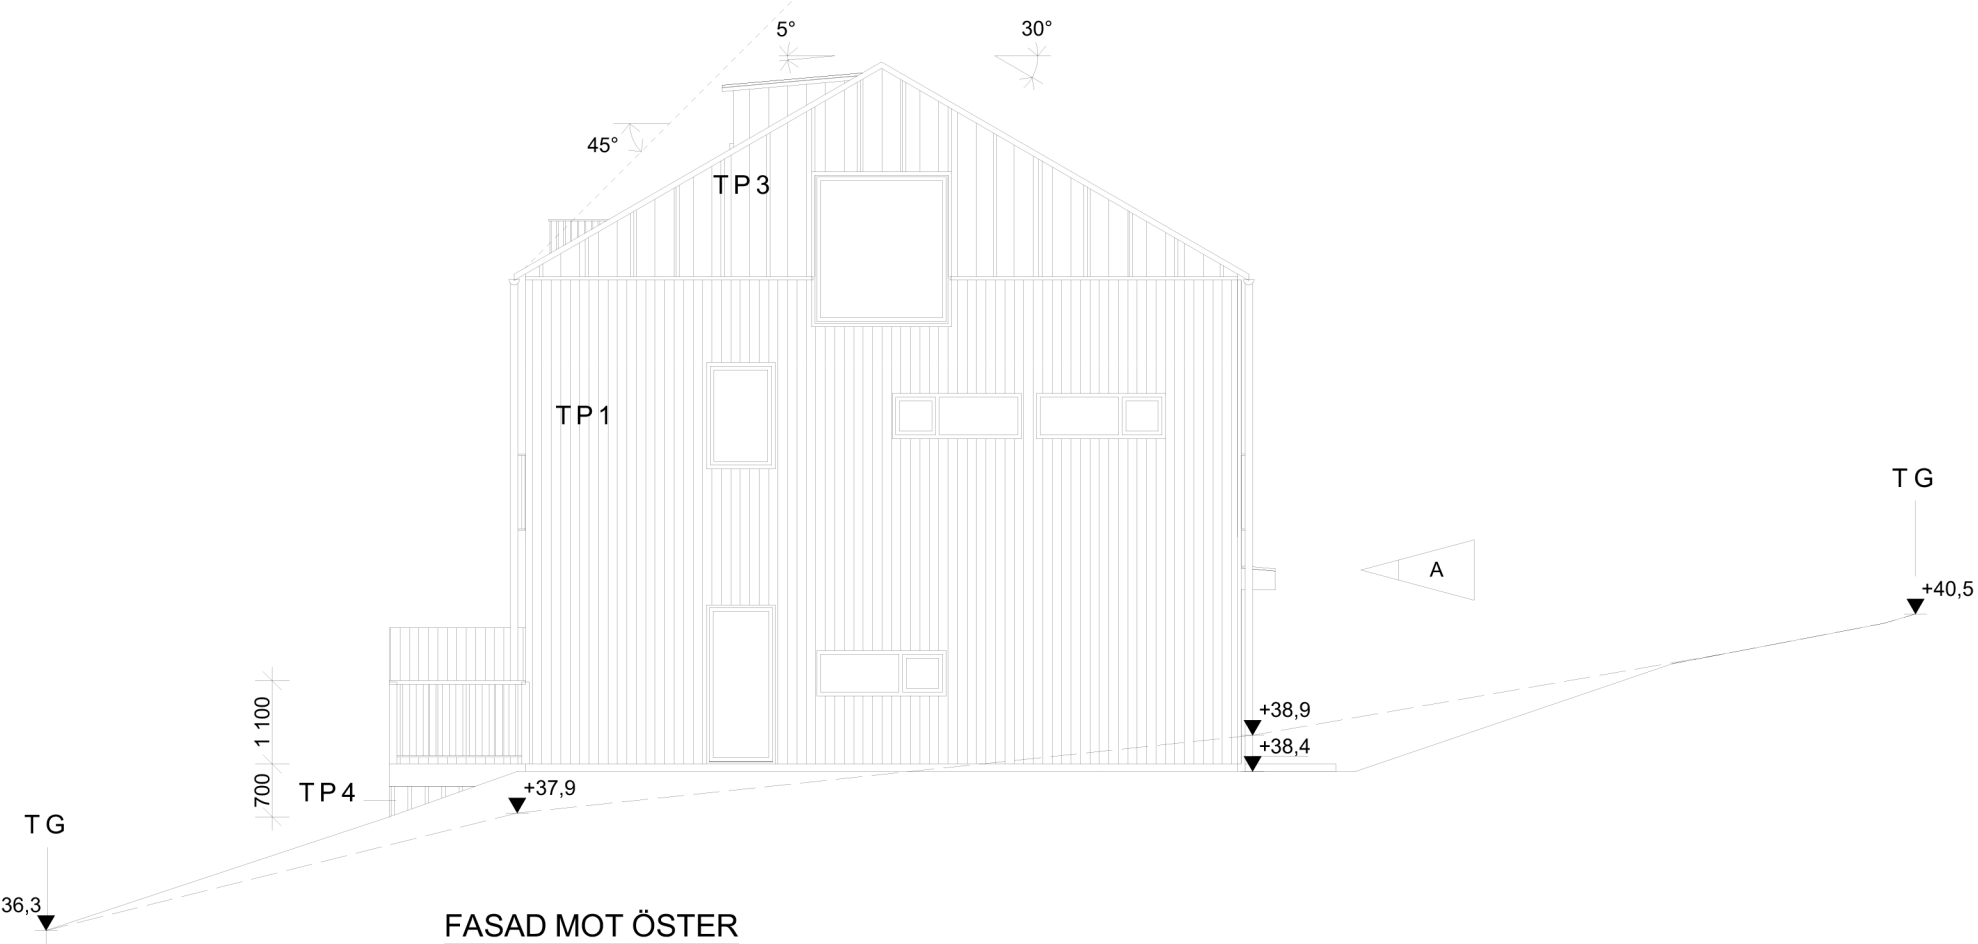 5°
30°
45°
TP3
TP1
TG
A
+40,5
1 100
+38,9
+38,4
700
TP4
+37,9
TG
36,3
FASAD MOT ÖSTER